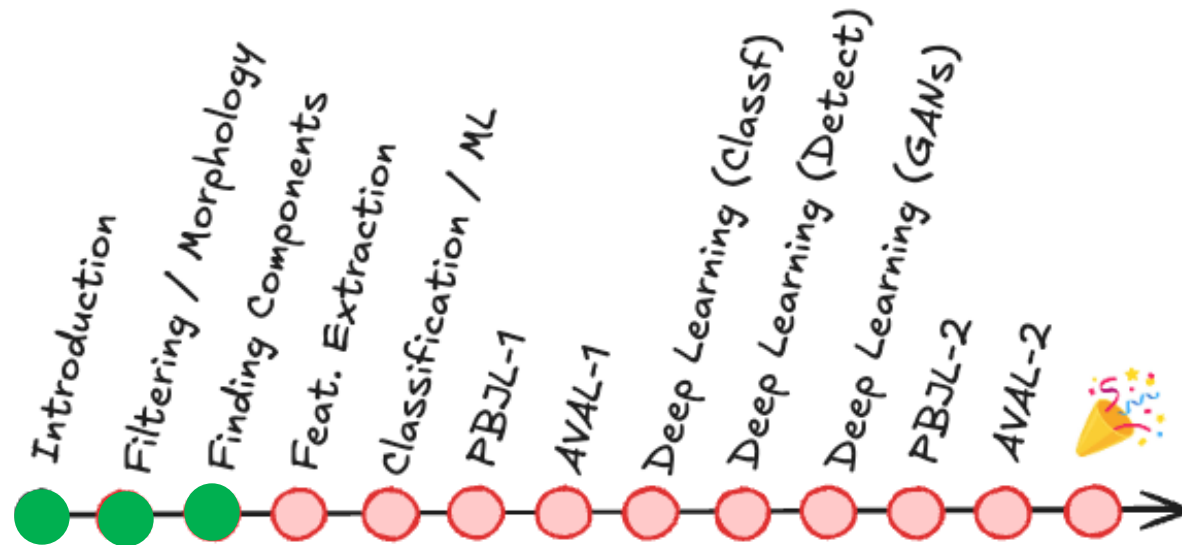 Introduction
Filtering / Morphology
Finding Components
Feat. Extraction
Classification / ML
PBJL-1
AVAL-1
Deep Learning (Classf)
Deep Learning (Detect)
Deep Learning (GANs)
PBJL-2
AVAL-2